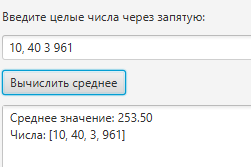 Введите целые числа через запятую:
10, 40 3 961
Вычислить среднее
Среднее значение: 253.50
Числа: [10, 40, 3, 961]